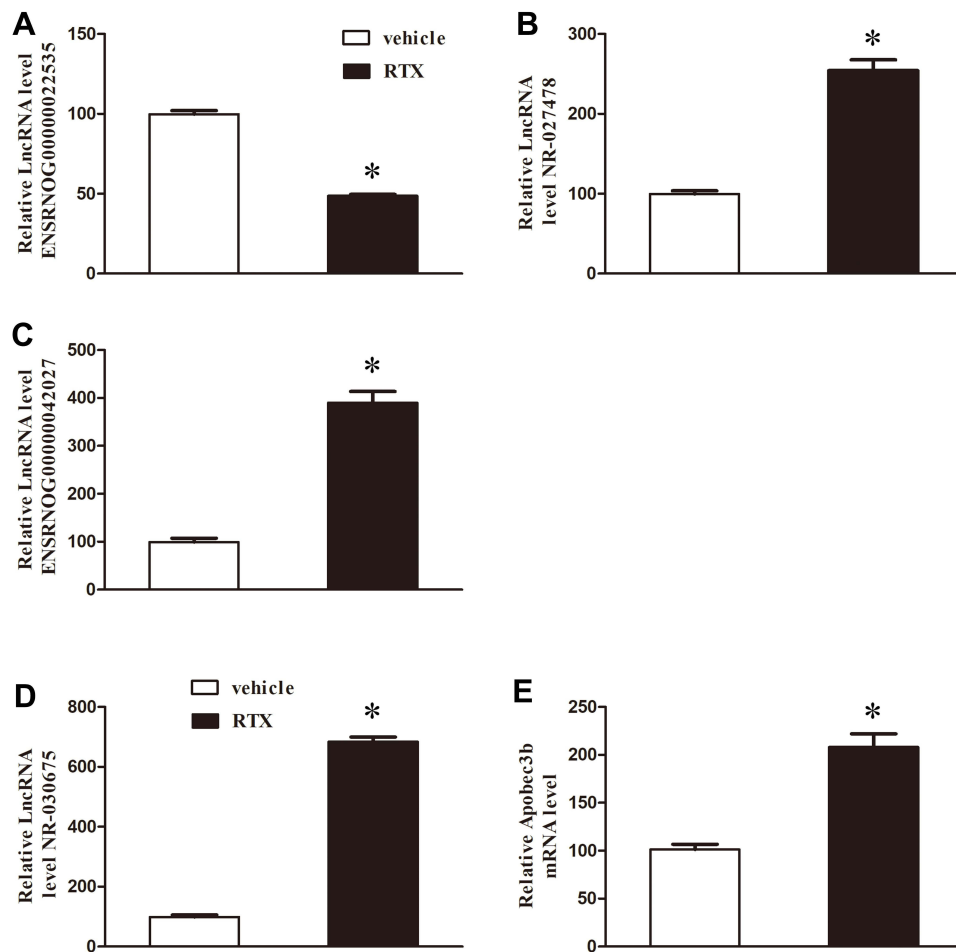 A
Relative LncRNA level
ENSRNOG00000022535
150
100
50
0
vehicle
RTX
*
B
Relative LncRNA
level NR-027478
300
200
100
0
*
C
Relative LncRNA level
ENSRNOG00000042027
500
400
300
200
100
0
*
D
Relative LncRNA
level NR-030675
800
600
400
200
0
vehicle
RTX
*
E
Relative Apobec3b
mRNA level
250
200
150
100
50
0
*